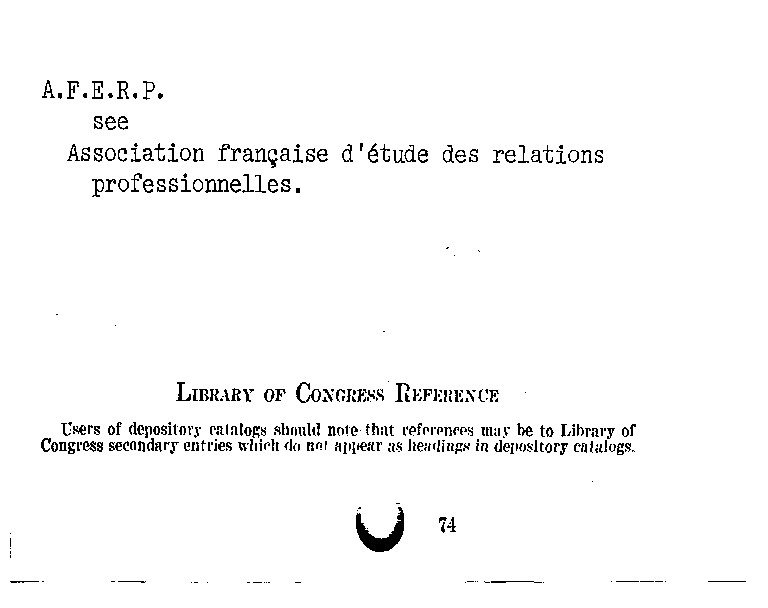 A.F.E.R.P.
see
Association française d'étude des relations
professionnelles.
LIBRARY OF CONGRESS REFERENCE
Users of depository catalogs should note that references may be to Library of
Congress secondary entries which do not appear as headings in depository catalogs.
74